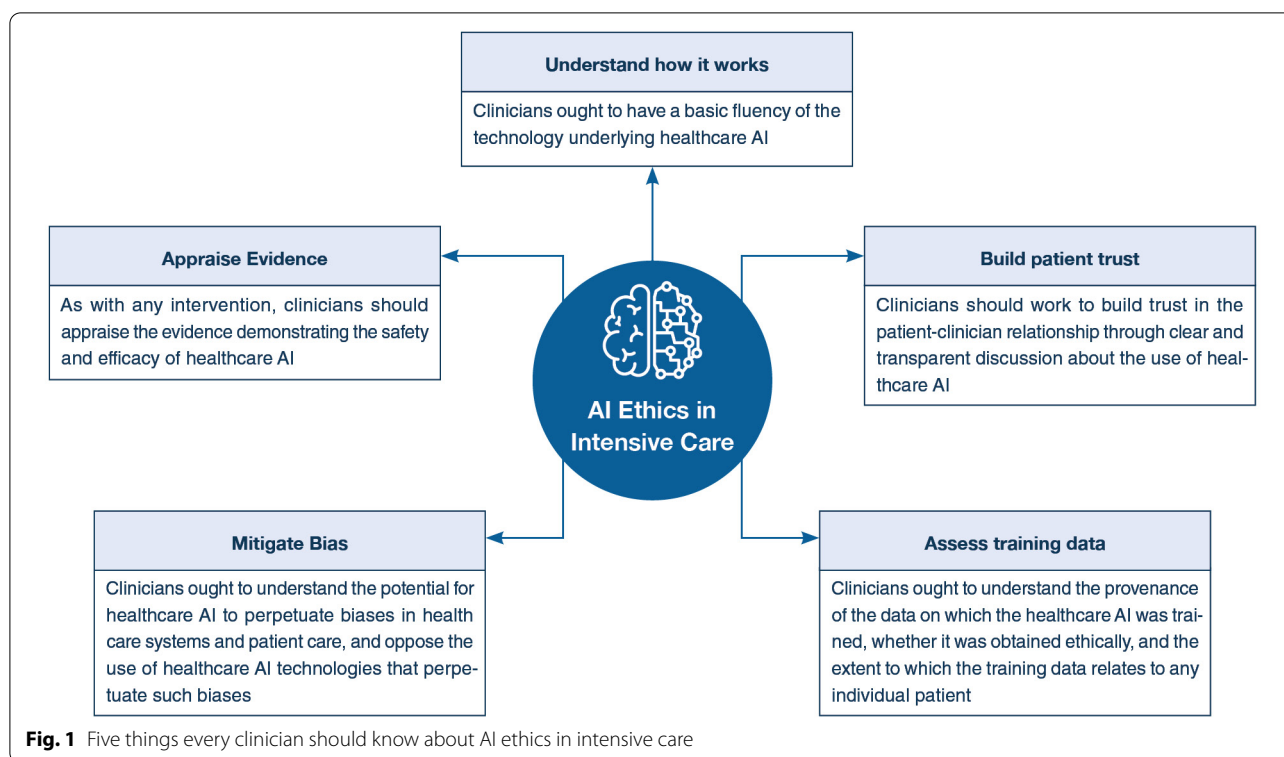 Understand how it works
Clinicians ought to have a basic fluency of the
technology underlying healthcare AI
Appraise Evidence
As with any intervention, clinicians should
appraise the evidence demonstrating the safety
and efficacy of healthcare AI
Build patient trust
Clinicians should work to build trust in the
patient-clinician relationship through clear and
transparent discussion about the use of heal-
thcare AI
AI Ethics in
Intensive Care
Mitigate Bias
Clinicians ought to understand the potential for
healthcare AI to perpetuate biases in health
care systems and patient care, and oppose the
use of healthcare AI technologies that perpe-
tuate such biases
Assess training data
Clinicians ought to understand the provenance
of the data on which the healthcare AI was trai-
ned, whether it was obtained ethically, and the
extent to which the training data relates to any
individual patient
Fig. 1 Five things every clinician should know about AI ethics in intensive care